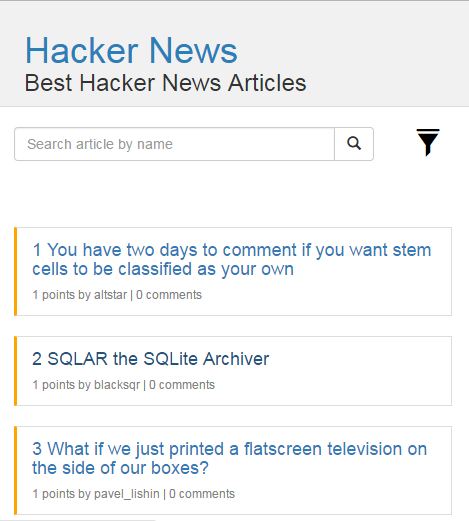 Hacker News
Best Hacker News Articles
Search article by name
1 You have two days to comment if you want stem
cells to be classified as your own
1 points by altstar | 0 comments
2 SQLAR the SQLite Archiver
1 points by blacksqr | 0 comments
3 What if we just printed a flatscreen television on
the side of our boxes?
1 points by pavel_lishin | 0 comments